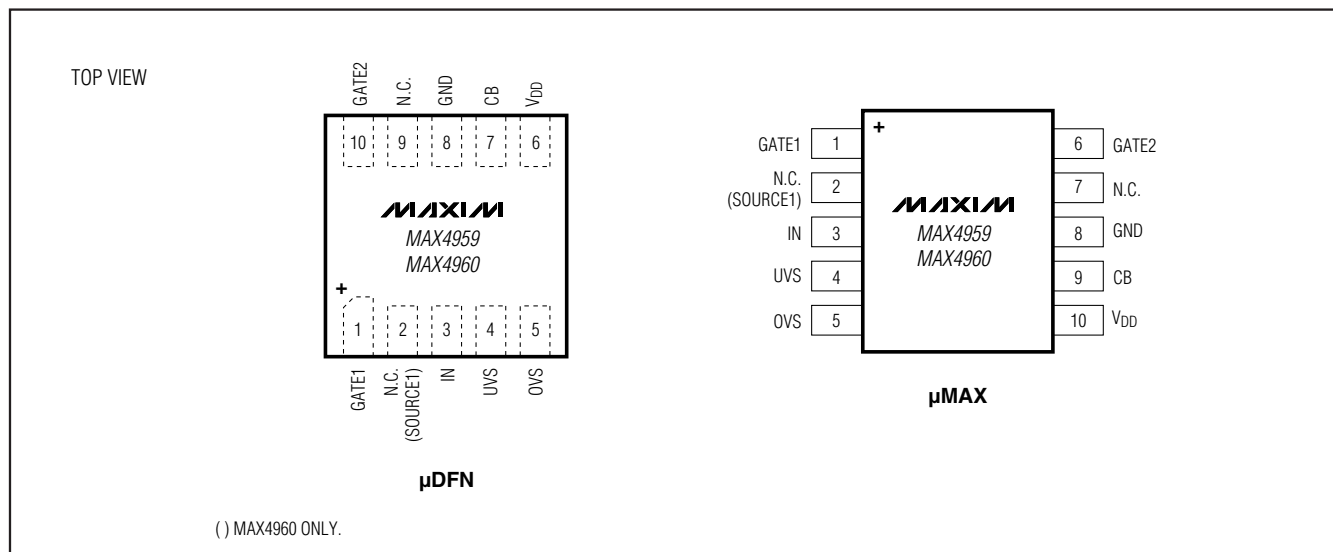 TOP VIEW
GATE2
N.C.
GND
CB
VDD
10 9 8 7 6
MAXIM
MAX4959
MAX4960
+
1 2 3 4 5
GATE1
N.C.
(SOURCE1)
IN
UVS
OVS
µDFN
+
GATE1 1
N.C.
(SOURCE1) 2
IN 3
UVS 4
OVS 5
MAXIM
MAX4959
MAX4960
6 GATE2
7 N.C.
8 GND
9 CB
10 VDD
µMAX
( ) MAX4960 ONLY.